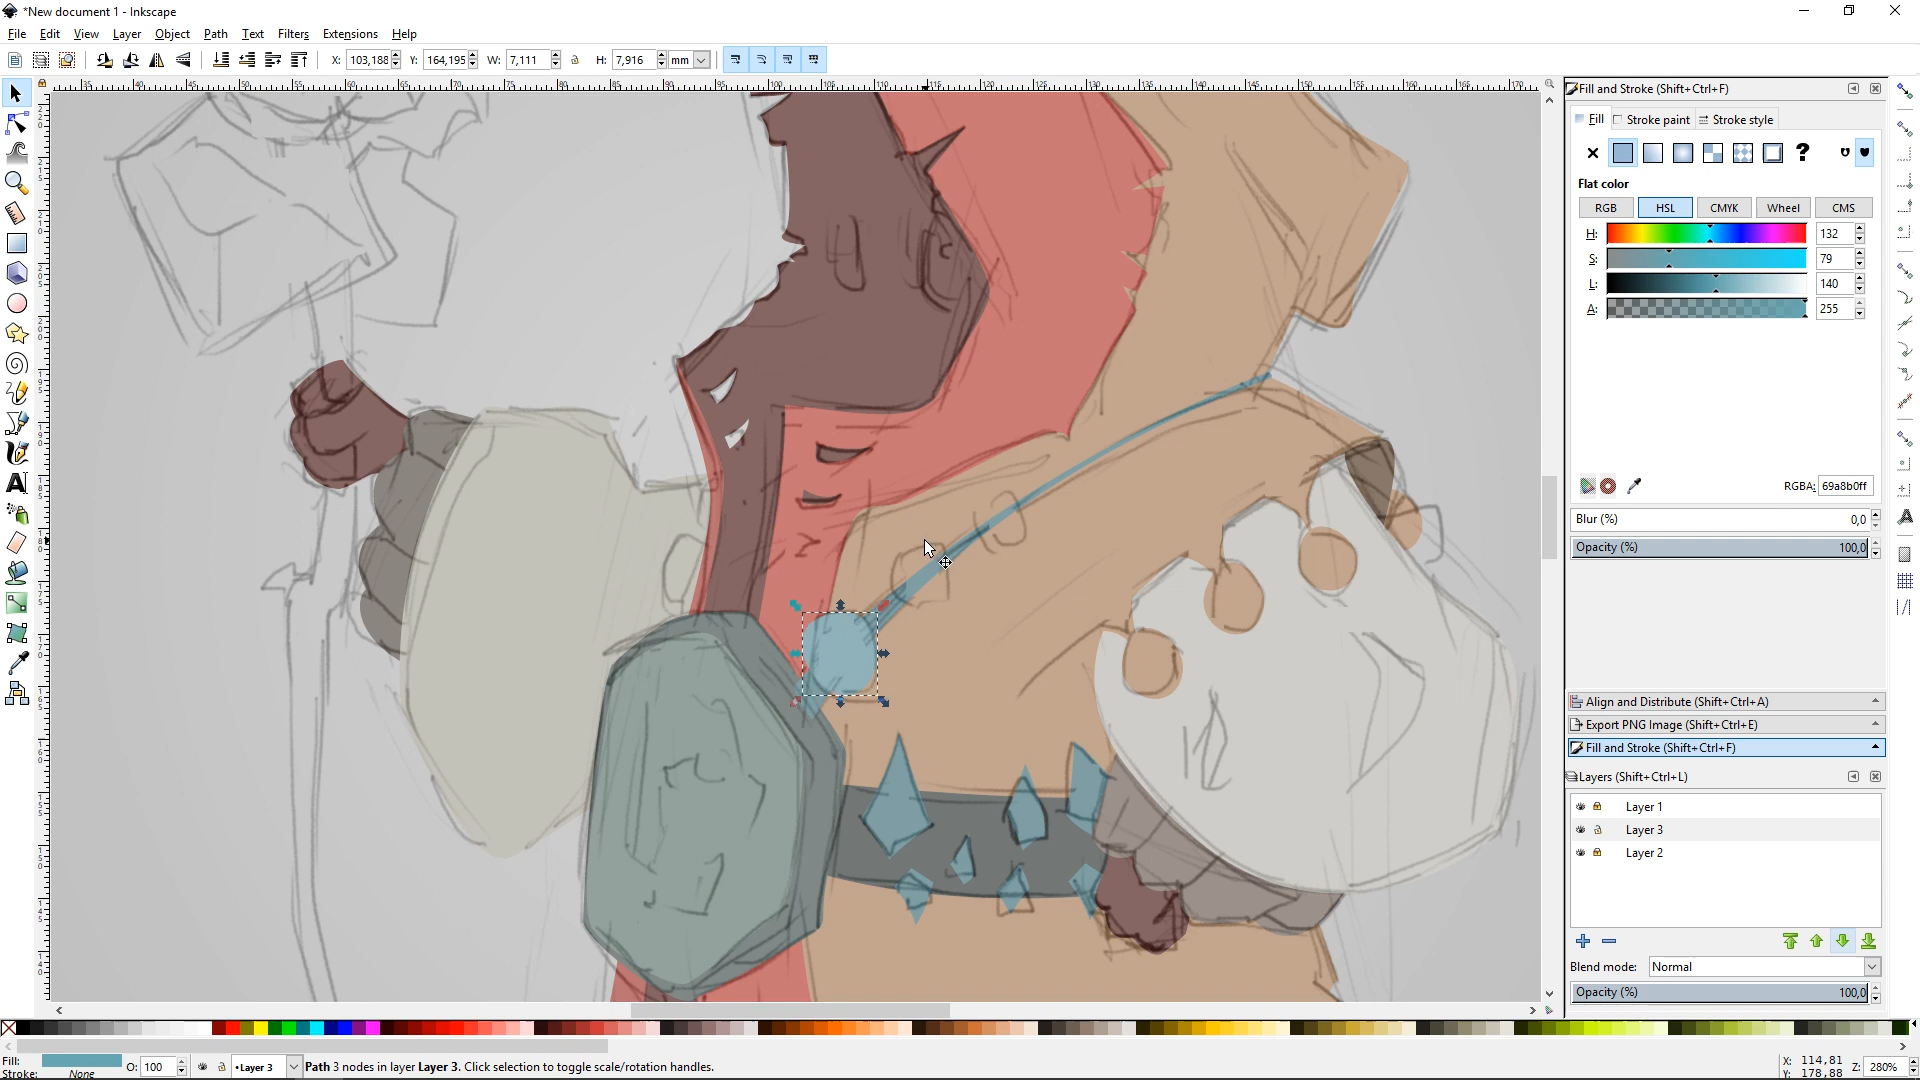 *New document 1 - Inkscape
File Edit View Layer Object Path Text Filters Extensions Help
X: 103,188 Y: 164,195 W: 7,111 H: 7,916 mm
Fill and Stroke (Shift+Ctrl+F)
Fill Stroke paint Stroke style
?
Flat color
RGB HSL CMYK Wheel CMS
H: 132
S: 79
L: 140
A: 255
RGBA: 69a8b0ff
Blur (%) 0,0
Opacity (%) 100,0
Align and Distribute (Shift+Ctrl+A)
Export PNG Image (Shift+Ctrl+E)
Fill and Stroke (Shift+Ctrl+F)
Layers (Shift+Ctrl+L)
Layer 1
Layer 3
Layer 2
Blend mode: Normal
Opacity (%) 100,0
Fill:
Stroke: None
O: 100
•Layer 3
Path 3 nodes in layer Layer 3. Click selection to toggle scale/rotation handles.
X: 114,81
Y: 178,88
Z: 280%